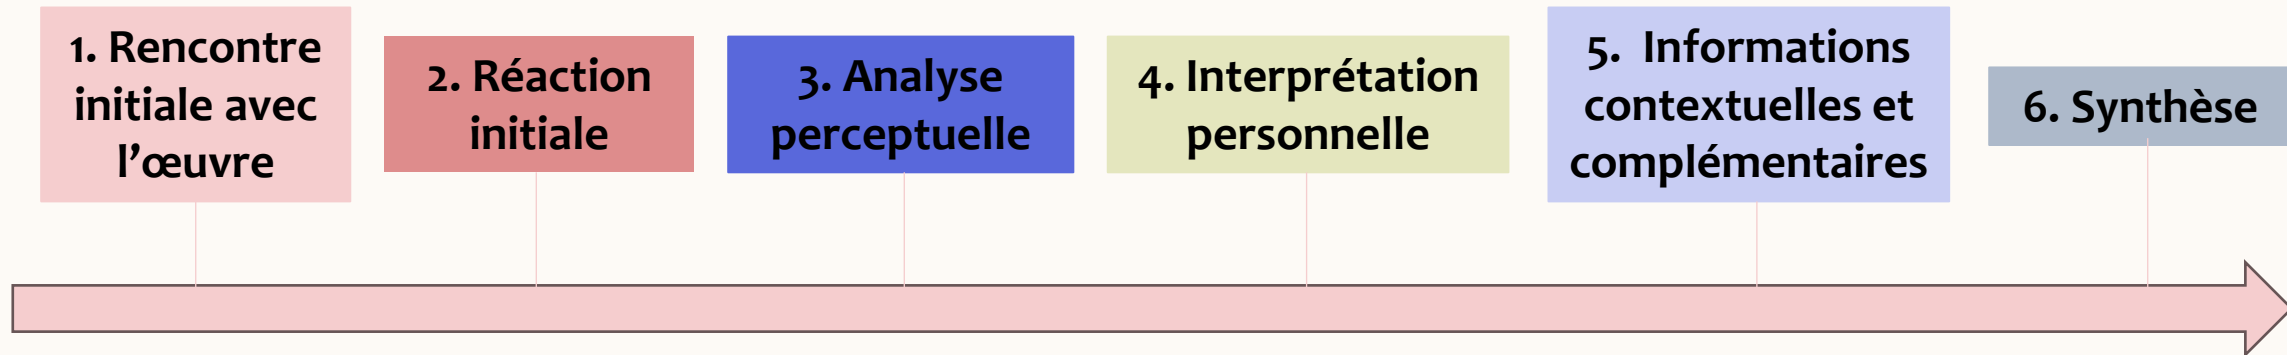 1. Rencontre
initiale avec
l’œuvre
2. Réaction
initiale
3. Analyse
perceptuelle
4. Interprétation
personnelle
5. Informations
contextuelles et
complémentaires
6. Synthèse